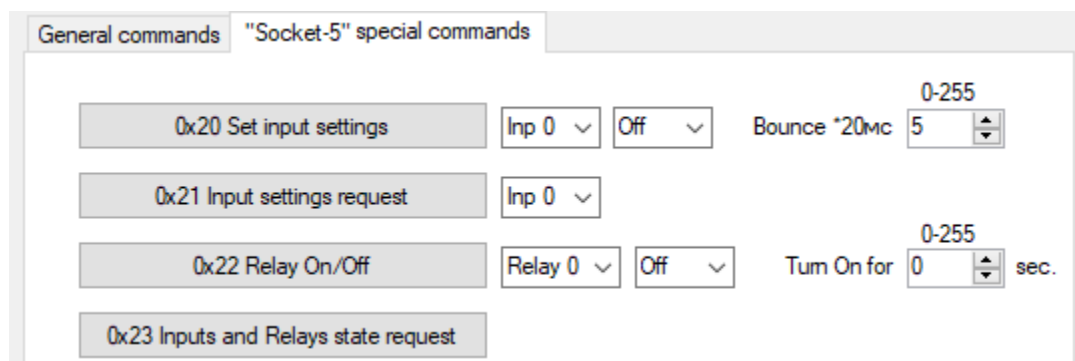 General commands "Socket-5" special commands
0-255
0x20 Set input settings Inp 0 Off Bounce *20мс 5
0x21 Input settings request Inp 0
0-255
0x22 Relay On/Off Relay 0 Off Turn On for 0 sec.
0x23 Inputs and Relays state request